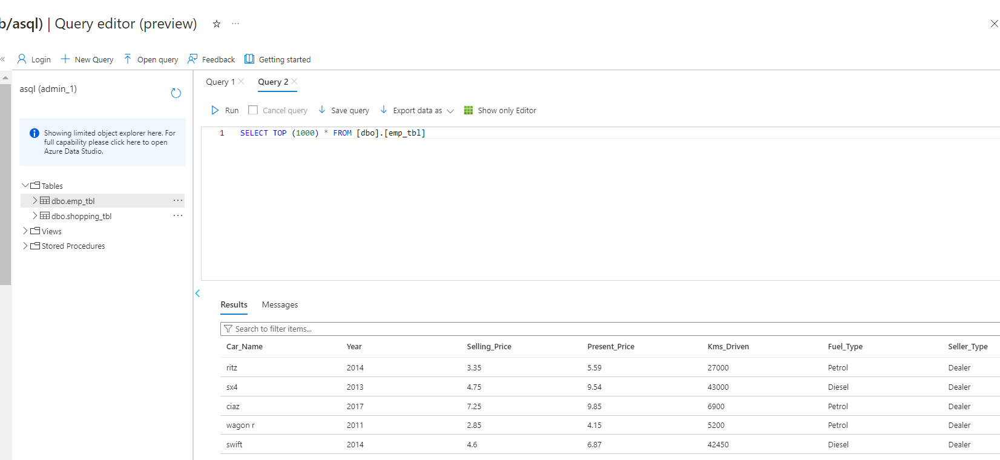 b/asql) | Query editor (preview)
Login New Query Open query Feedback Getting started
asql (admin_1)
Showing limited object explorer here. For
full capability please click here to open
Azure Data Studio.
Tables
dbo.emp_tbl
dbo.shopping_tbl
Views
Stored Procedures
Query 1 Query 2
Run Cancel query Save query Export data as Show only Editor
1 SELECT TOP (1000) * FROM [dbo].[emp_tbl]
Results Messages
Search to filter items...
Car_Name Year Selling_Price Present_Price Kms_Driven Fuel_Type Seller_Type
ritz 2014 3.35 5.59 27000 Petrol Dealer
sx4 2013 4.75 9.54 43000 Diesel Dealer
ciaz 2017 7.25 9.85 6900 Petrol Dealer
wagon r 2011 2.85 4.15 5200 Petrol Dealer
swift 2014 4.6 6.87 42450 Diesel Dealer